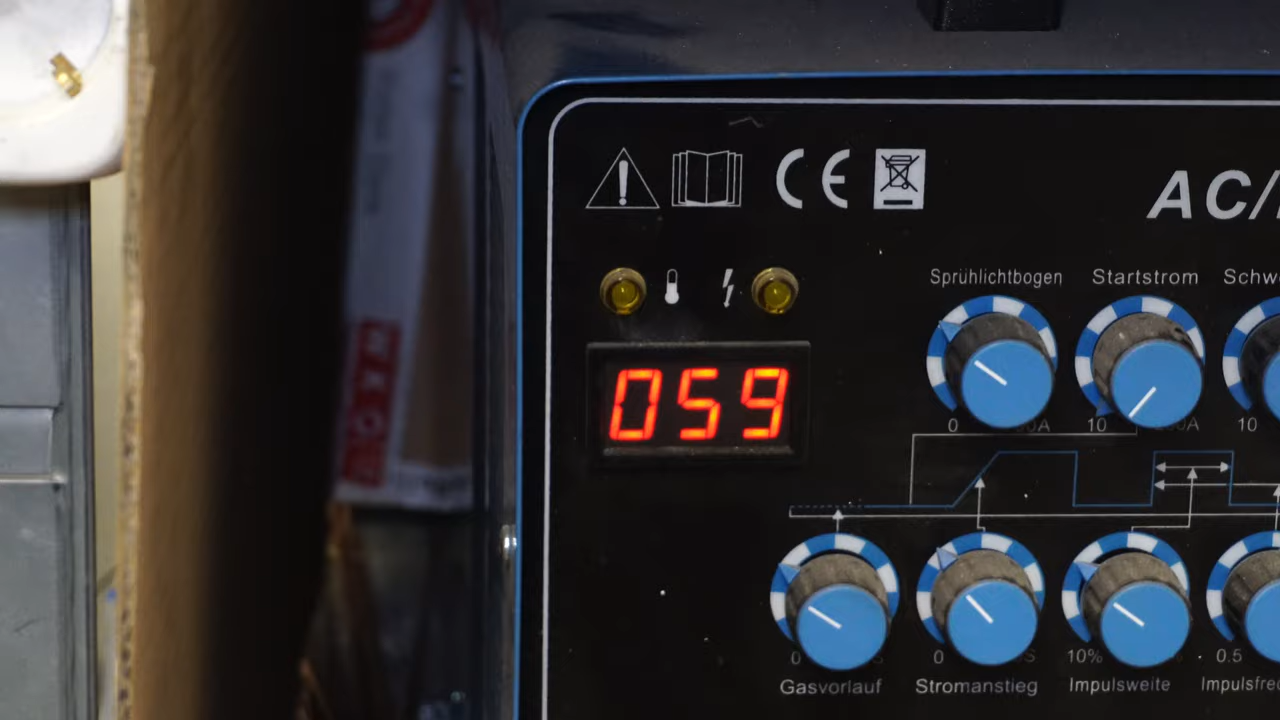 CE
AC/
Sprühlichtbogen Startstrom Schw
059
0 10 10
0 0 10% 0.5
Gasvorlauf Stromanstieg Impulsweite Impulsfre